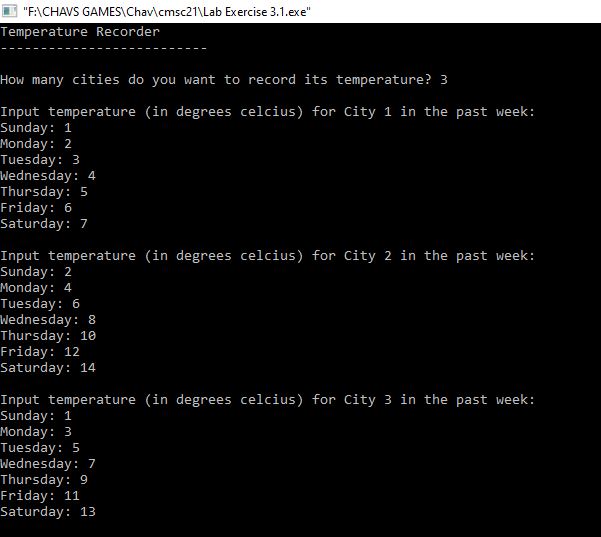 "F:\CHAVS GAMES\Chav\cmsc21\Lab Exercise 3.1.exe"
Temperature Recorder
--------------------------
How many cities do you want to record its temperature? 3
Input temperature (in degrees celcius) for City 1 in the past week:
Sunday: 1
Monday: 2
Tuesday: 3
Wednesday: 4
Thursday: 5
Friday: 6
Saturday: 7
Input temperature (in degrees celcius) for City 2 in the past week:
Sunday: 2
Monday: 4
Tuesday: 6
Wednesday: 8
Thursday: 10
Friday: 12
Saturday: 14
Input temperature (in degrees celcius) for City 3 in the past week:
Sunday: 1
Monday: 3
Tuesday: 5
Wednesday: 7
Thursday: 9
Friday: 11
Saturday: 13